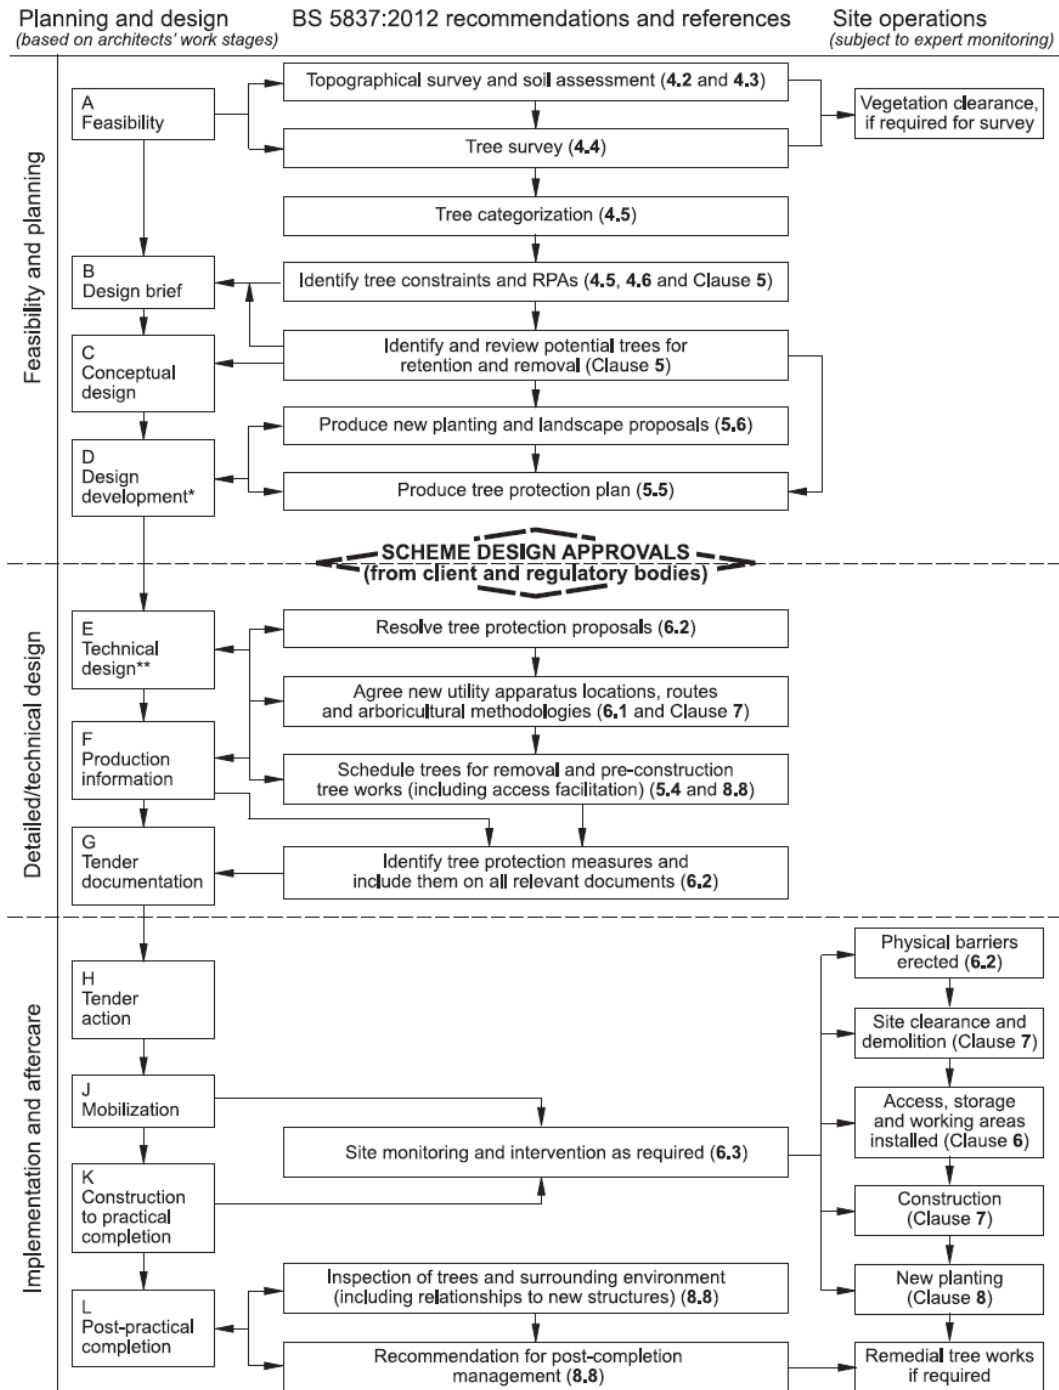 Planning and design
(based on architects' work stages)
BS 5837:2012 recommendations and references
Site operations
(subject to expert monitoring)
Feasibility and planning
A
Feasibility
Topographical survey and soil assessment (4.2 and 4.3)
Vegetation clearance,
if required for survey
Tree survey (4.4)
Tree categorization (4.5)
B
Design brief
Identify tree constraints and RPAs (4.5, 4.6 and Clause 5)
C
Conceptual
design
Identify and review potential trees for
retention and removal (Clause 5)
Produce new planting and landscape proposals (5.6)
D
Design
development*
Produce tree protection plan (5.5)
SCHEME DESIGN APPROVALS
(from client and regulatory bodies)
Detailed/technical design
E
Technical
design**
Resolve tree protection proposals (6.2)
Agree new utility apparatus locations, routes
and arboricultural methodologies (6.1 and Clause 7)
F
Production
information
Schedule trees for removal and pre-construction
tree works (including access facilitation) (5.4 and 8.8)
G
Tender
documentation
Identify tree protection measures and
include them on all relevant documents (6.2)
Implementation and aftercare
H
Tender
action
Physical barriers
erected (6.2)
Site clearance and
demolition (Clause 7)
J
Mobilization
Access, storage
and working areas
installed (Clause 6)
Site monitoring and intervention as required (6.3)
K
Construction
to practical
completion
Construction
(Clause 7)
Inspection of trees and surrounding environment
(including relationships to new structures) (8.8)
New planting
(Clause 8)
L
Post-practical
completion
Recommendation for post-completion
management (8.8)
Remedial tree works
if required